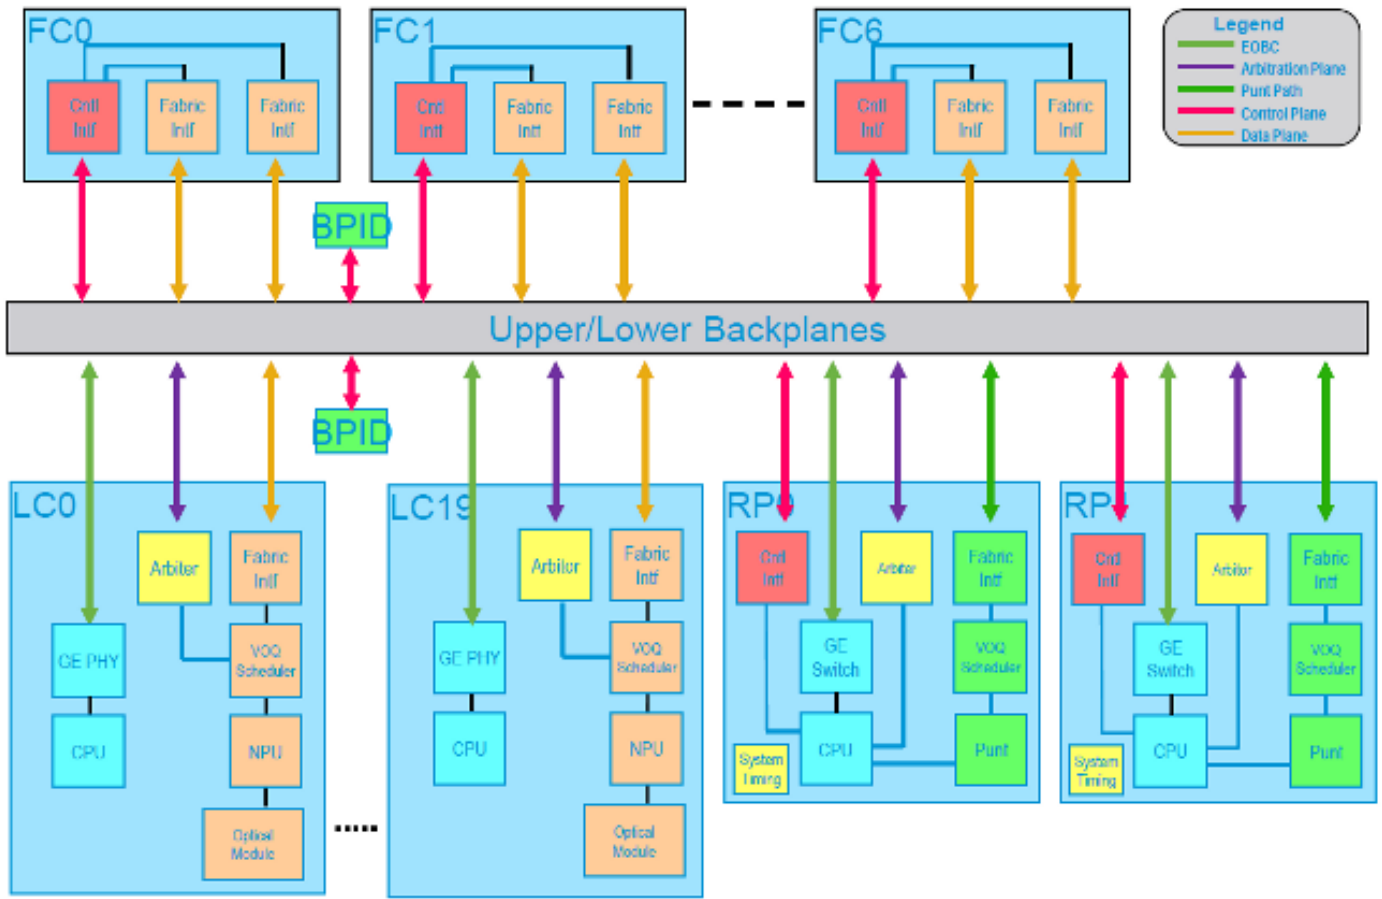 FC0
Cntl
Intf
Fabric
Intf
Fabric
Intf
FC1
Cntl
Intf
Fabric
Intf
Fabric
Intf
FC6
Cntl
Intf
Fabric
Intf
Fabric
Intf
Legend
EOBC
Arbitration Plane
Punt Path
Control Plane
Data Plane
BPID
Upper/Lower Backplanes
BPID
LC0
Arbiter
Fabric
Intf
GE PHY
VOQ
Scheduler
CPU
NPU
Optical
Module
LC19
Arbitor
Fabric
Intf
GE PHY
VOQ
Scheduler
CPU
NPU
Optical
Module
RP0
Cntl
Intf
Arbiter
Fabric
Intf
GE
Switch
VOQ
Scheduler
System
Timing
CPU
Punt
RP
Cntl
Intf
Arbitor
Fabric
Intf
GE
Switch
VOQ
Scheduler
System
Timing
CPU
Punt